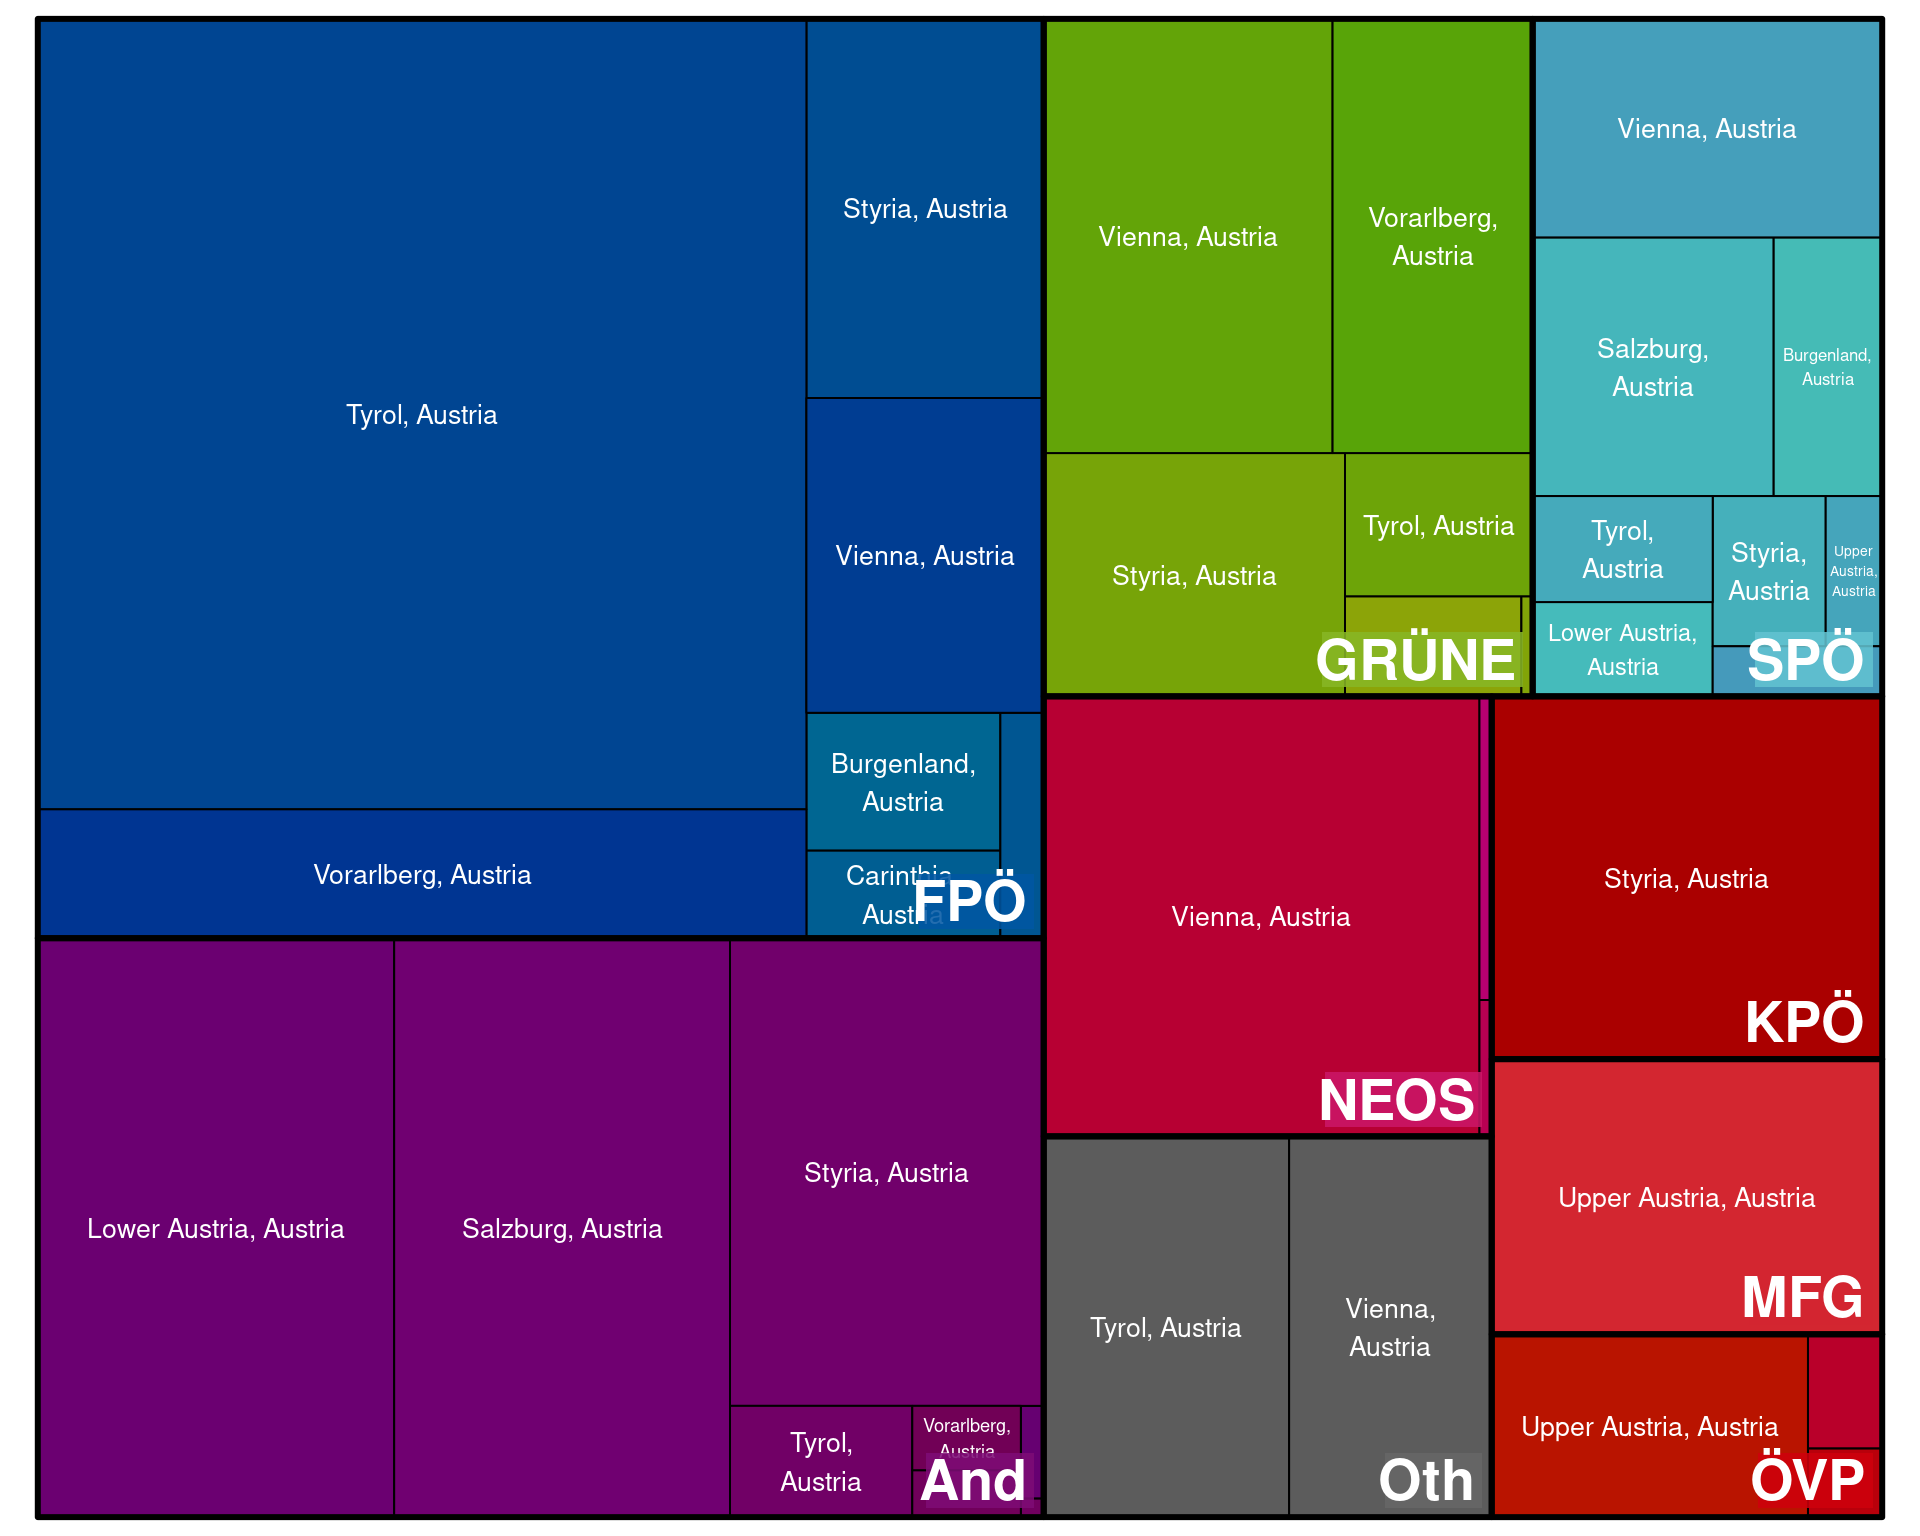 Tyrol, Austria
Styria, Austria
Vienna, Austria
Burgenland,
Austria
Carinthia,
Austria
Vorarlberg, Austria
FPÖ
Vienna, Austria
Vorarlberg,
Austria
Styria, Austria
Tyrol, Austria
GRÜNE
Vienna, Austria
Salzburg,
Austria
Burgenland,
Austria
Tyrol,
Austria
Styria,
Austria
Upper
Austria,
Austria
Lower Austria,
Austria
SPÖ
Vienna, Austria
NEOS
Styria, Austria
KPÖ
Upper Austria, Austria
MFG
Lower Austria, Austria
Salzburg, Austria
Styria, Austria
Tyrol,
Austria
Vorarlberg,
Austria
And
Tyrol, Austria
Vienna,
Austria
Oth
Upper Austria, Austria
ÖVP